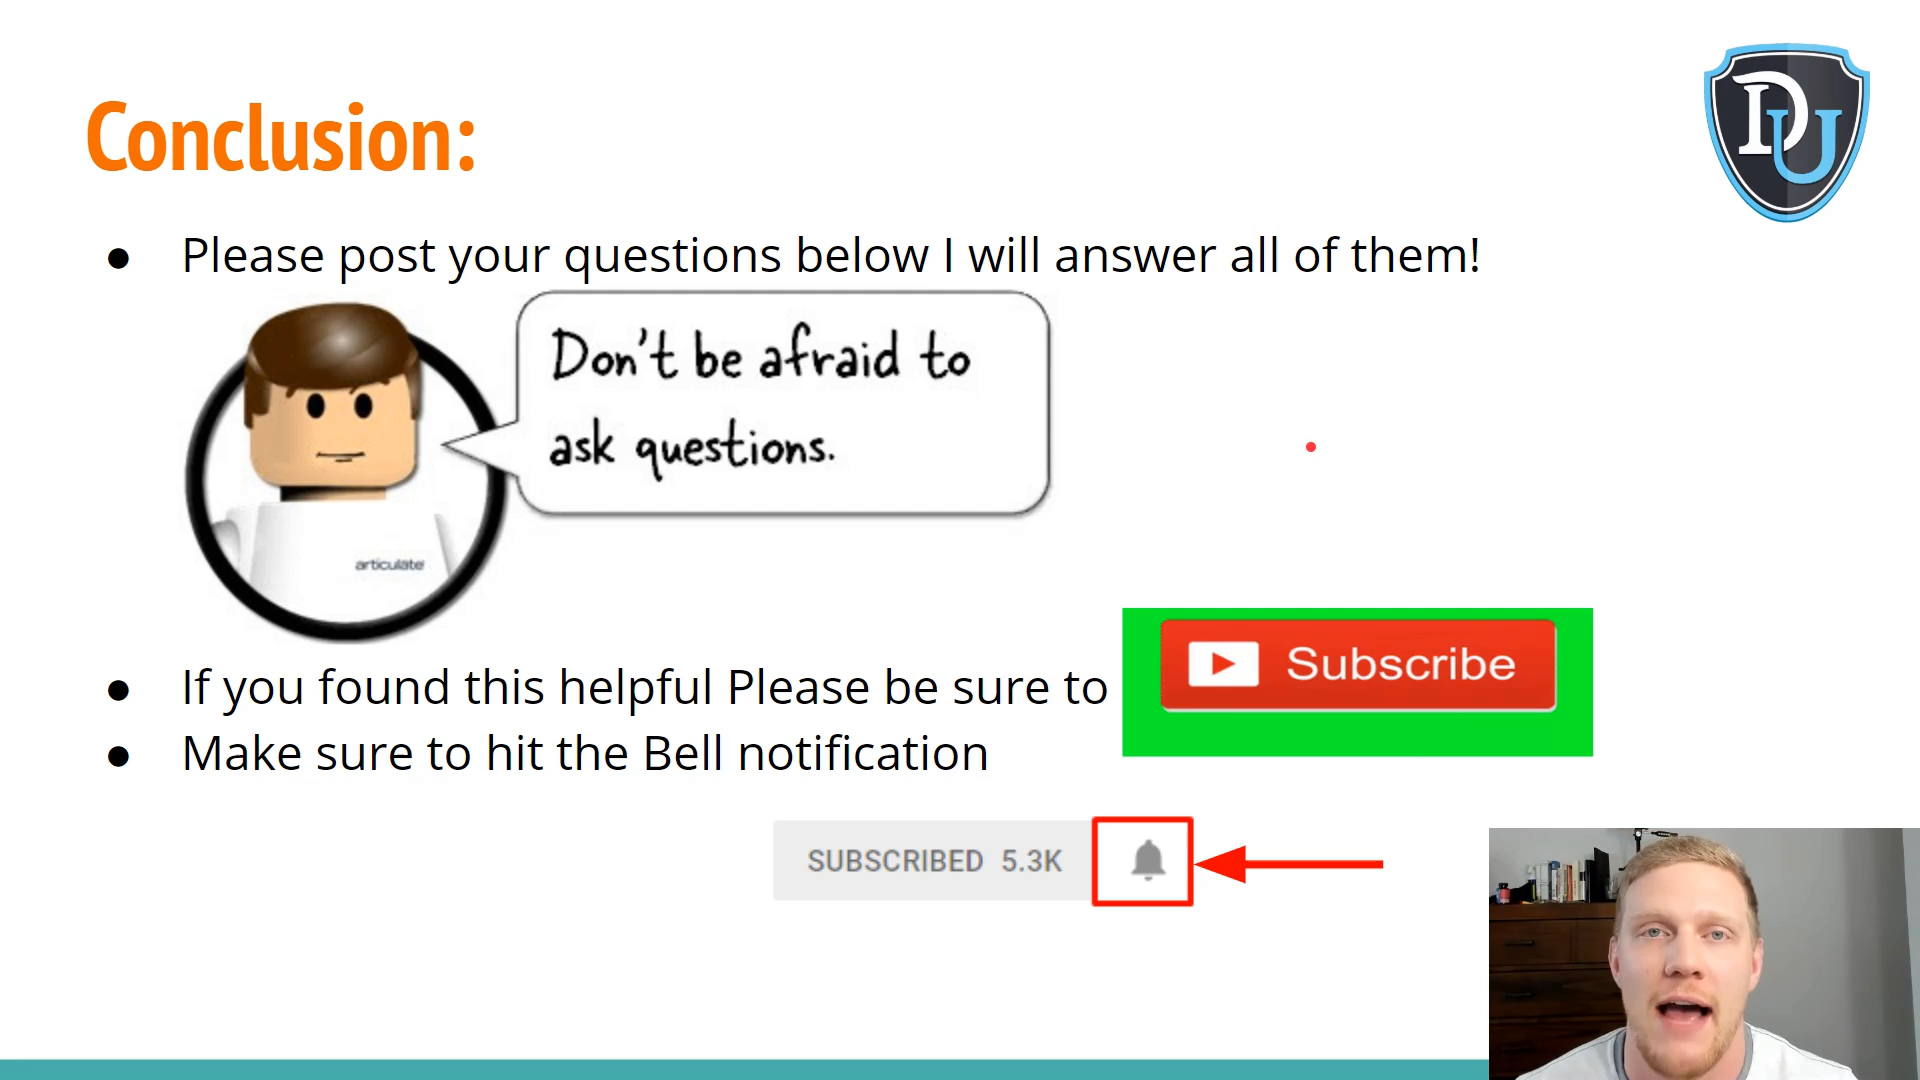 DU
Conclusion:
● Please post your questions below I will answer all of them!
Don't be afraid to
ask questions.
articulate
● If you found this helpful Please be sure to
Subscribe
● Make sure to hit the Bell notification
SUBSCRIBED 5.3K